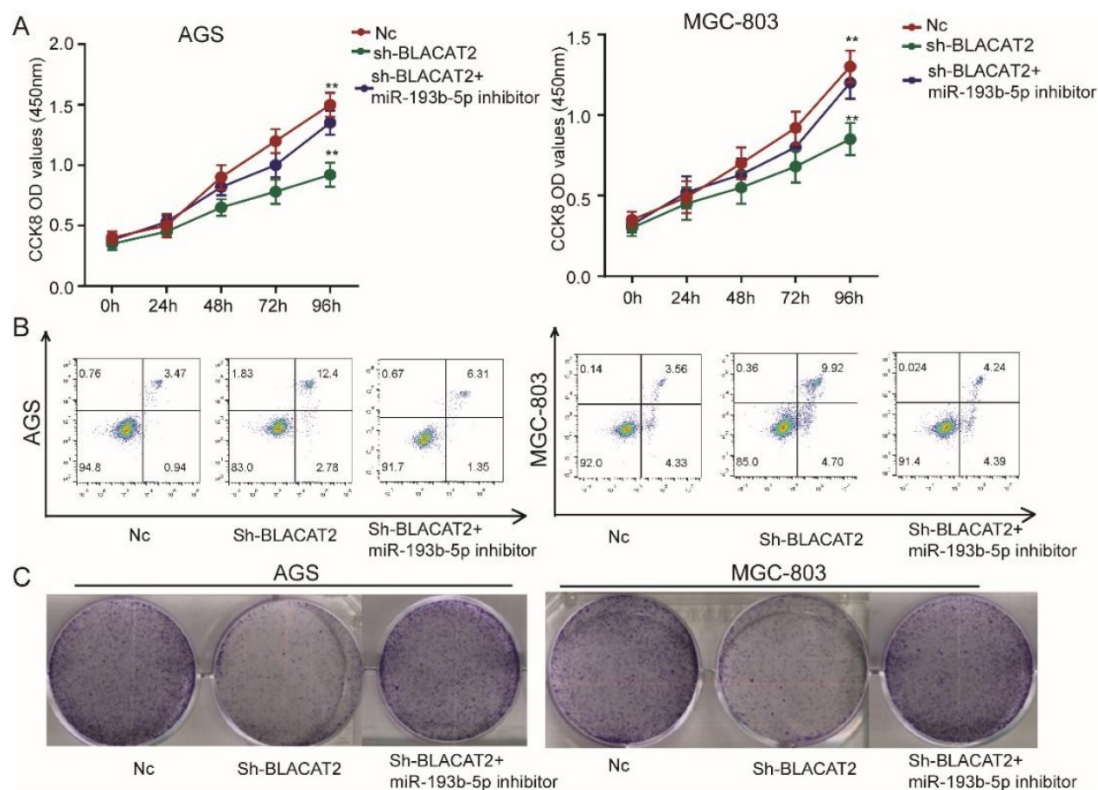 A
AGS
Nc
sh-BLACAT2
sh-BLACAT2+
miR-193b-5p inhibitor
CCK8 OD values (450nm)
2.0
1.5
1.0
0.5
0.0
**
**
0h 24h 48h 72h 96h
MGC-803
Nc
sh-BLACAT2
sh-BLACAT2+
miR-193b-5p inhibitor
CCK8 OD values (450nm)
1.5
1.0
0.5
0.0
**
**
0h 24h 48h 72h 96h
B
AGS
0.76 3.47
94.8 0.94
1.83 12.4
83.0 2.78
0.67 6.31
91.7 1.35
Nc
Sh-BLACAT2
Sh-BLACAT2+
miR-193b-5p inhibitor
MGC-803
0.14 3.56
92.0 4.33
0.36 9.92
85.0 4.70
0.024 4.24
91.4 4.39
Nc
Sh-BLACAT2
Sh-BLACAT2+
miR-193b-5p inhibitor
C
AGS
MGC-803
Nc
Sh-BLACAT2
Sh-BLACAT2+
miR-193b-5p inhibitor
Nc
Sh-BLACAT2
Sh-BLACAT2+
miR-193b-5p inhibitor